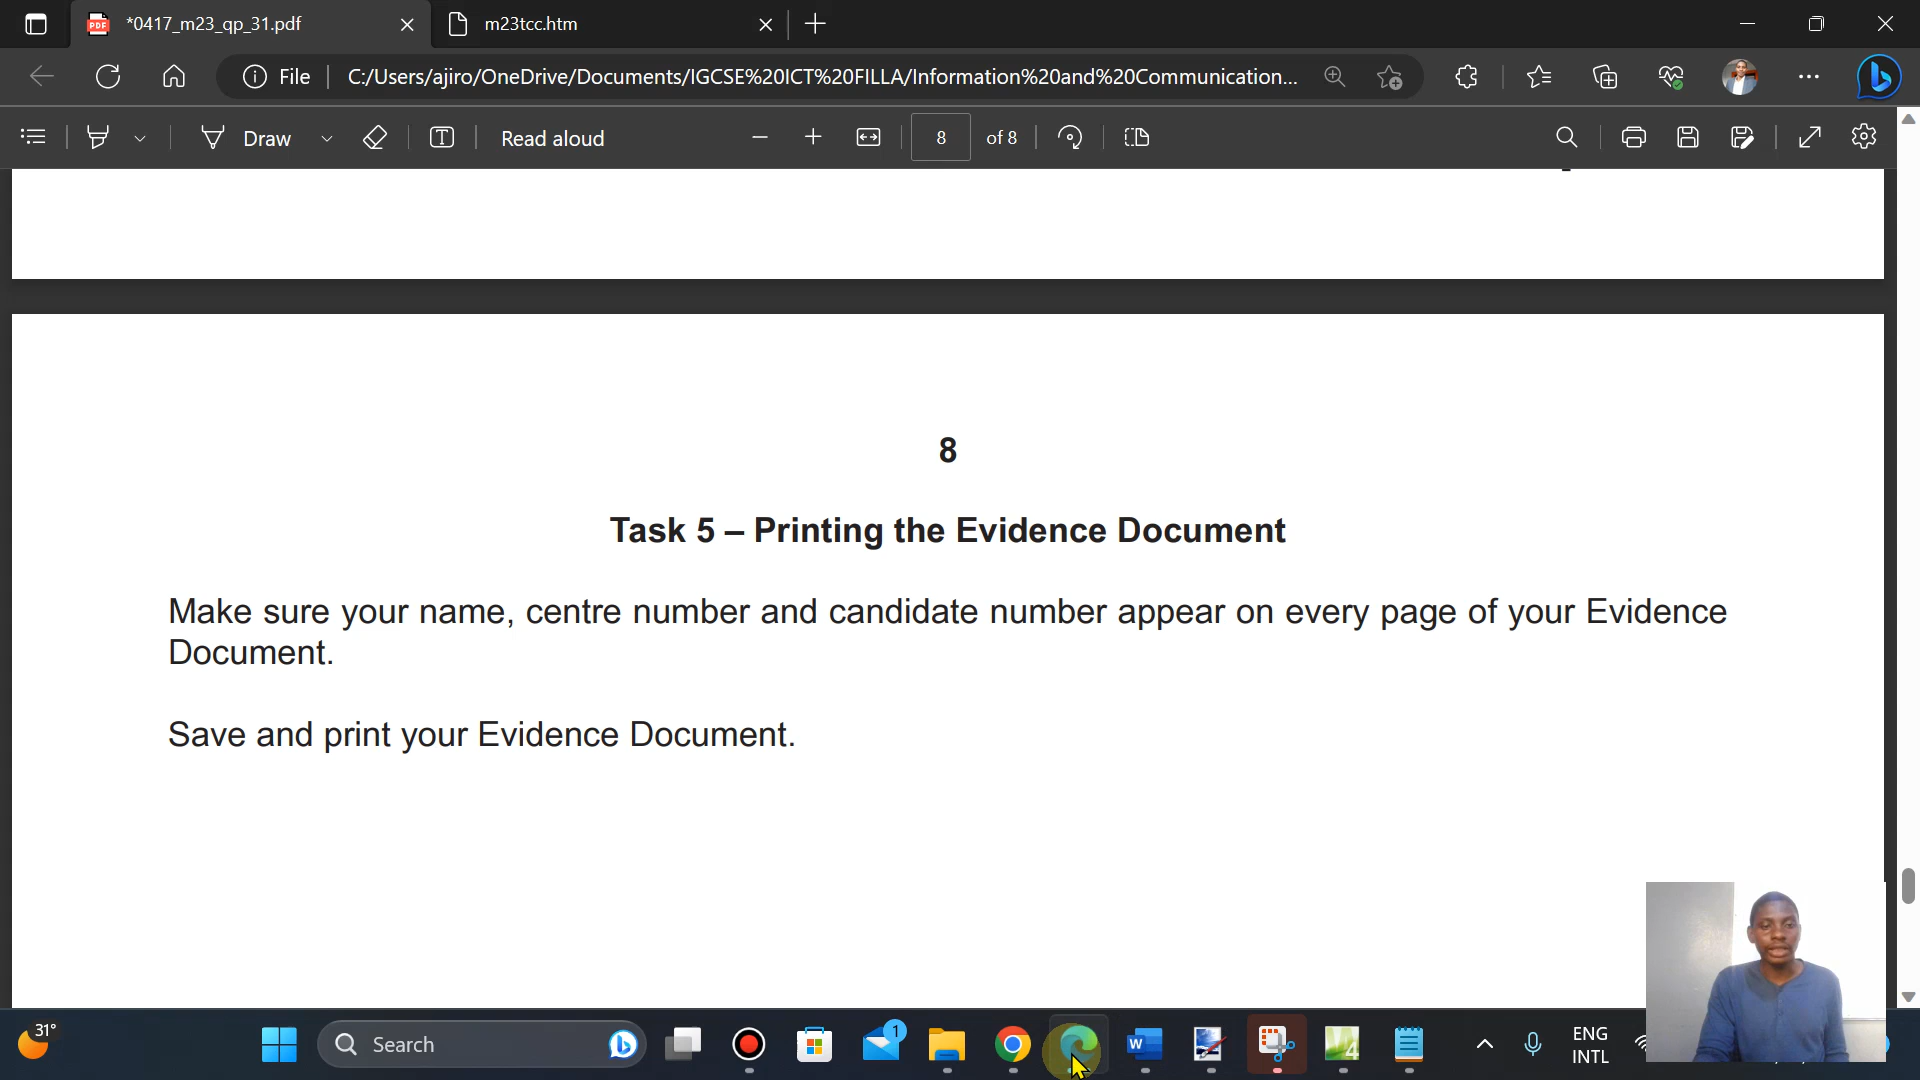 *0417_m23_qp_31.pdf
m23tcc.htm
File
C:/Users/ajiro/OneDrive/Documents/IGCSE%20ICT%20FILLA/Information%20and%20Communication...
Draw
Read aloud
8
of 8
8
Task 5 – Printing the Evidence Document
Make sure your name, centre number and candidate number appear on every page of your Evidence
Document.
Save and print your Evidence Document.
31°
Search
1
W
4
ENG
INTL